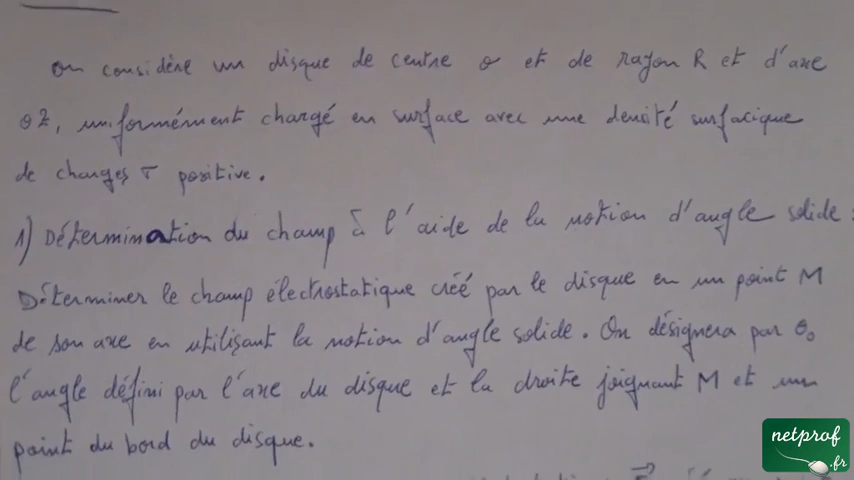 On considère un disque de centre O et de rayon R et d'axe
OZ, uniformément chargé en surface avec une densité surfacique
de charges σ positive.
1) Détermination du champ à l'aide de la notion d'angle solide :
Déterminer le champ électrostatique créé par le disque en un point M
de son axe en utilisant la notion d'angle solide. On désignera par θ₀
l'angle défini par l'axe du disque et la droite joignant M et un
point du bord du disque.
netprof
.fr